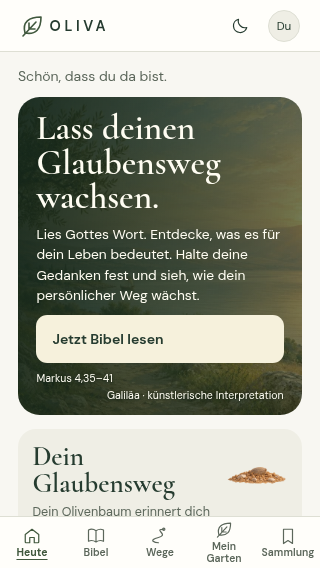 OLIVA
Du
Schön, dass du da bist.
Lass deinen
Glaubensweg
wachsen.
Lies Gottes Wort. Entdecke, was es für
dein Leben bedeutet. Halte deine
Gedanken fest und sieh, wie dein
persönlicher Weg wächst.
Jetzt Bibel lesen
Markus 4,35–41
Galiläa · künstlerische Interpretation
Dein
Glaubensweg
Dein Olivenbaum erinnert dich
Heute
Bibel
Wege
Mein
Garten
Sammlung